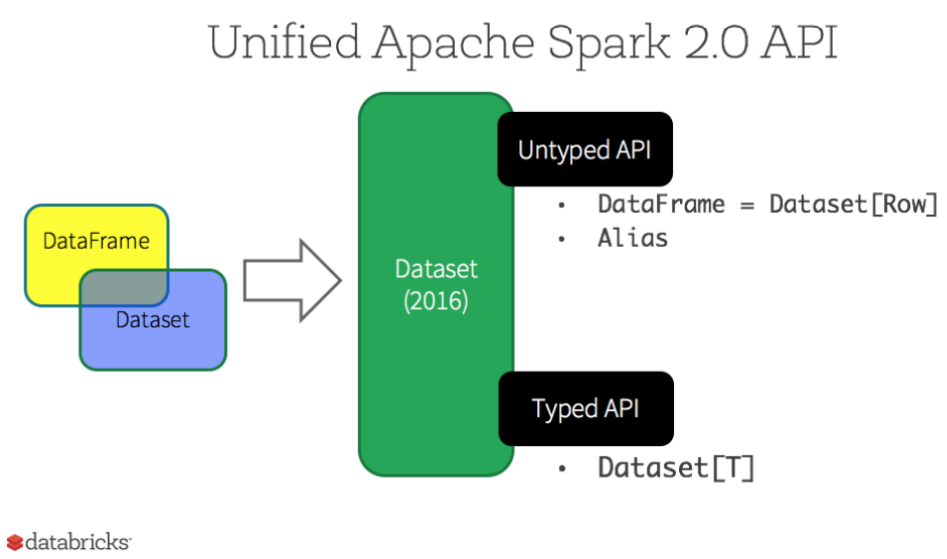 Unified Apache Spark 2.0 API
DataFrame
Dataset
Dataset
(2016)
Untyped API
• DataFrame = Dataset[Row]
• Alias
Typed API
• Dataset[T]
databricks